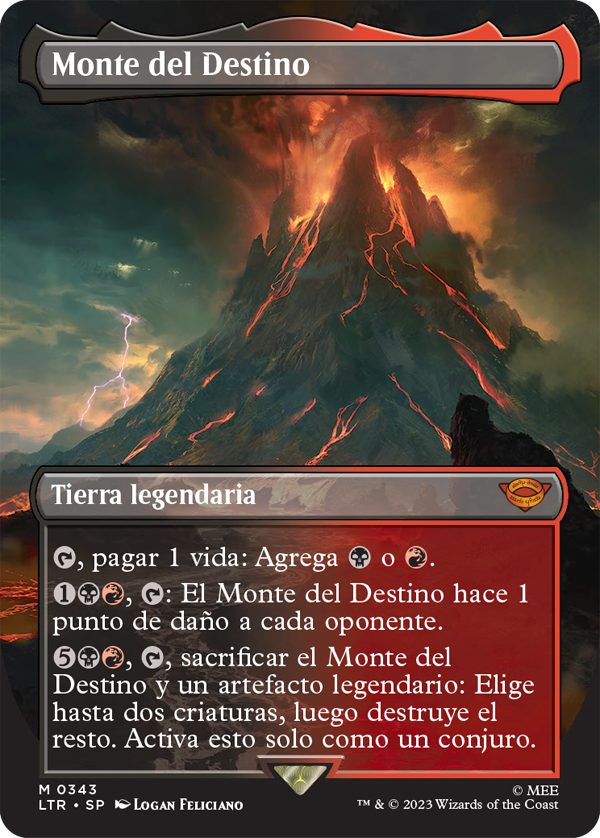 Monte del Destino
Tierra legendaria
, pagar 1 vida: Agrega o .
1, : El Monte del Destino hace 1
punto de daño a cada oponente.
5, , sacrificar el Monte del
Destino y un artefacto legendario: Elige
hasta dos criaturas, luego destruye el
resto. Activa esto solo como un conjuro.
M 0343
LTR • SP Logan Feliciano
© MEE
™ & © 2023 Wizards of the Coast